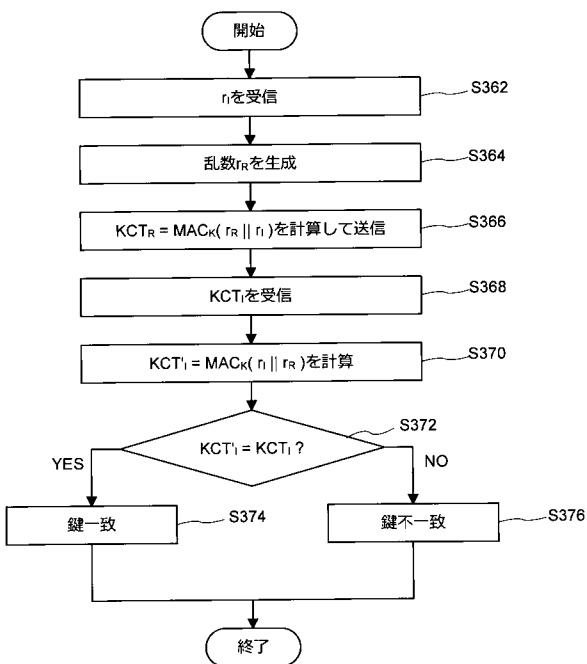 開始
rIを受信
S362
乱数rRを生成
S364
KCTR = MACK( rR || rI )を計算して送信
S366
KCTIを受信
S368
KCT'I = MACK( rI || rR )を計算
S370
KCT'I = KCTI ?
S372
YES
NO
鍵一致
S374
鍵不一致
S376
終了